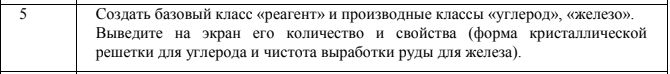 5 Создать базовый класс «реагент» и производные классы «углерод», «железо».
Выведите на экран его количество и свойства (форма кристаллической
решетки для углерода и чистота выработки руды для железа).